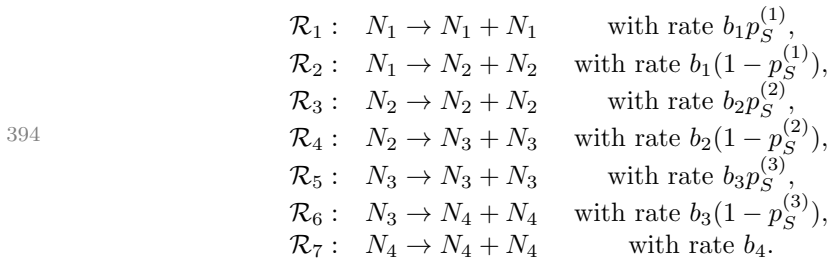 R₁ : N₁ → N₁ + N₁ with rate b₁p_S^(1),
R₂ : N₁ → N₂ + N₂ with rate b₁(1 − p_S^(1)),
R₃ : N₂ → N₂ + N₂ with rate b₂p_S^(2),
394 R₄ : N₂ → N₃ + N₃ with rate b₂(1 − p_S^(2)),
R₅ : N₃ → N₃ + N₃ with rate b₃p_S^(3),
R₆ : N₃ → N₄ + N₄ with rate b₃(1 − p_S^(3)),
R₇ : N₄ → N₄ + N₄ with rate b₄.